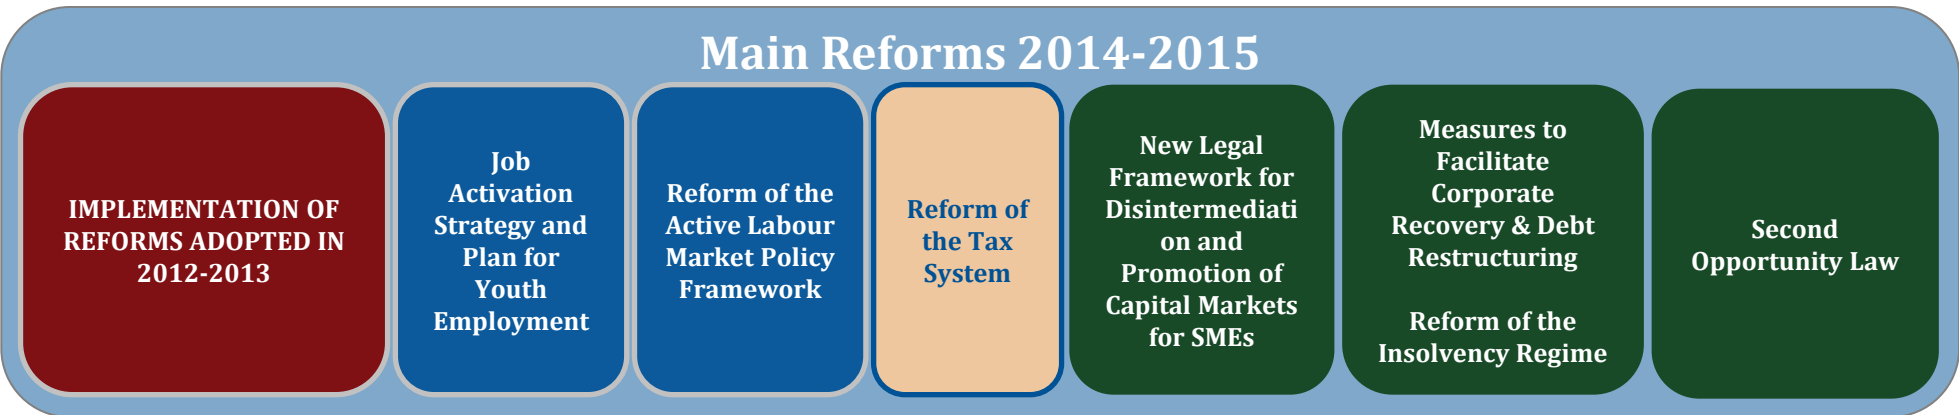 Main Reforms 2014-2015
IMPLEMENTATION OF
REFORMS ADOPTED IN
2012-2013
Job
Activation
Strategy and
Plan for
Youth
Employment
Reform of the
Active Labour
Market Policy
Framework
Reform of
the Tax
System
New Legal
Framework for
Disintermediati
on and
Promotion of
Capital Markets
for SMEs
Measures to
Facilitate
Corporate
Recovery & Debt
Restructuring
Reform of the
Insolvency Regime
Second
Opportunity Law